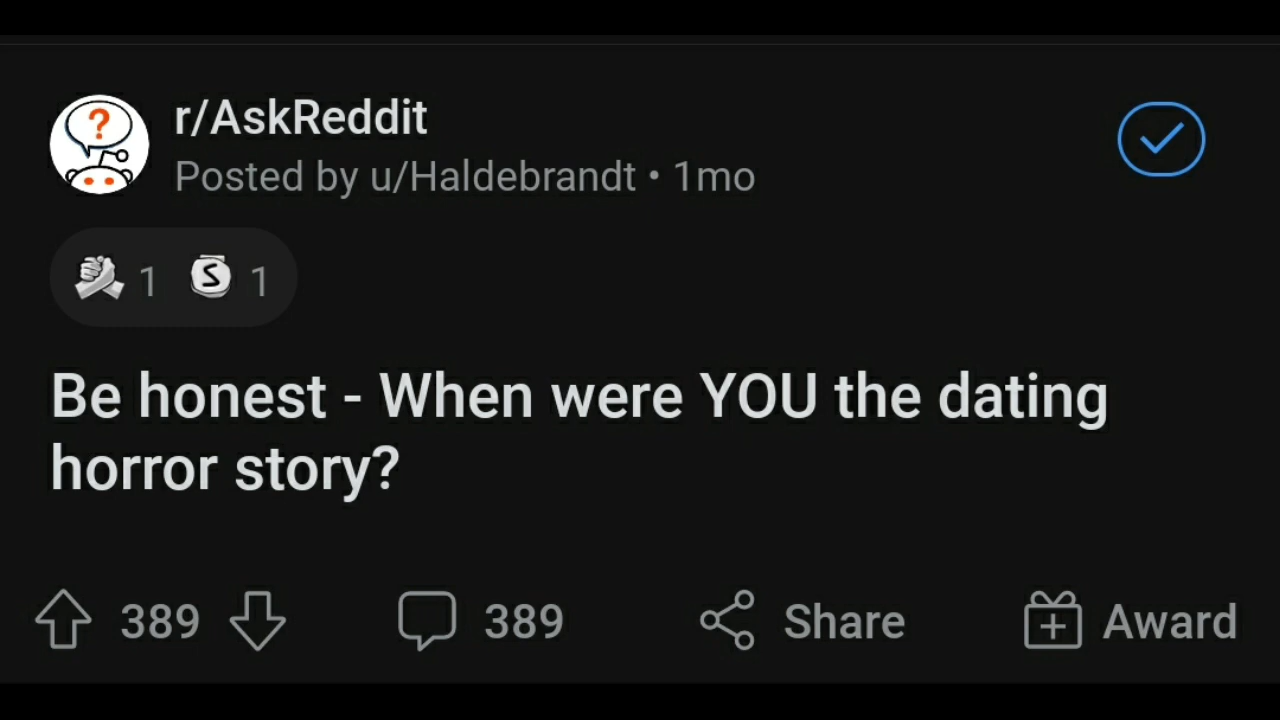 r/AskReddit
Posted by u/Haldebrandt • 1mo
1 S 1
Be honest - When were YOU the dating
horror story?
389 389 Share Award